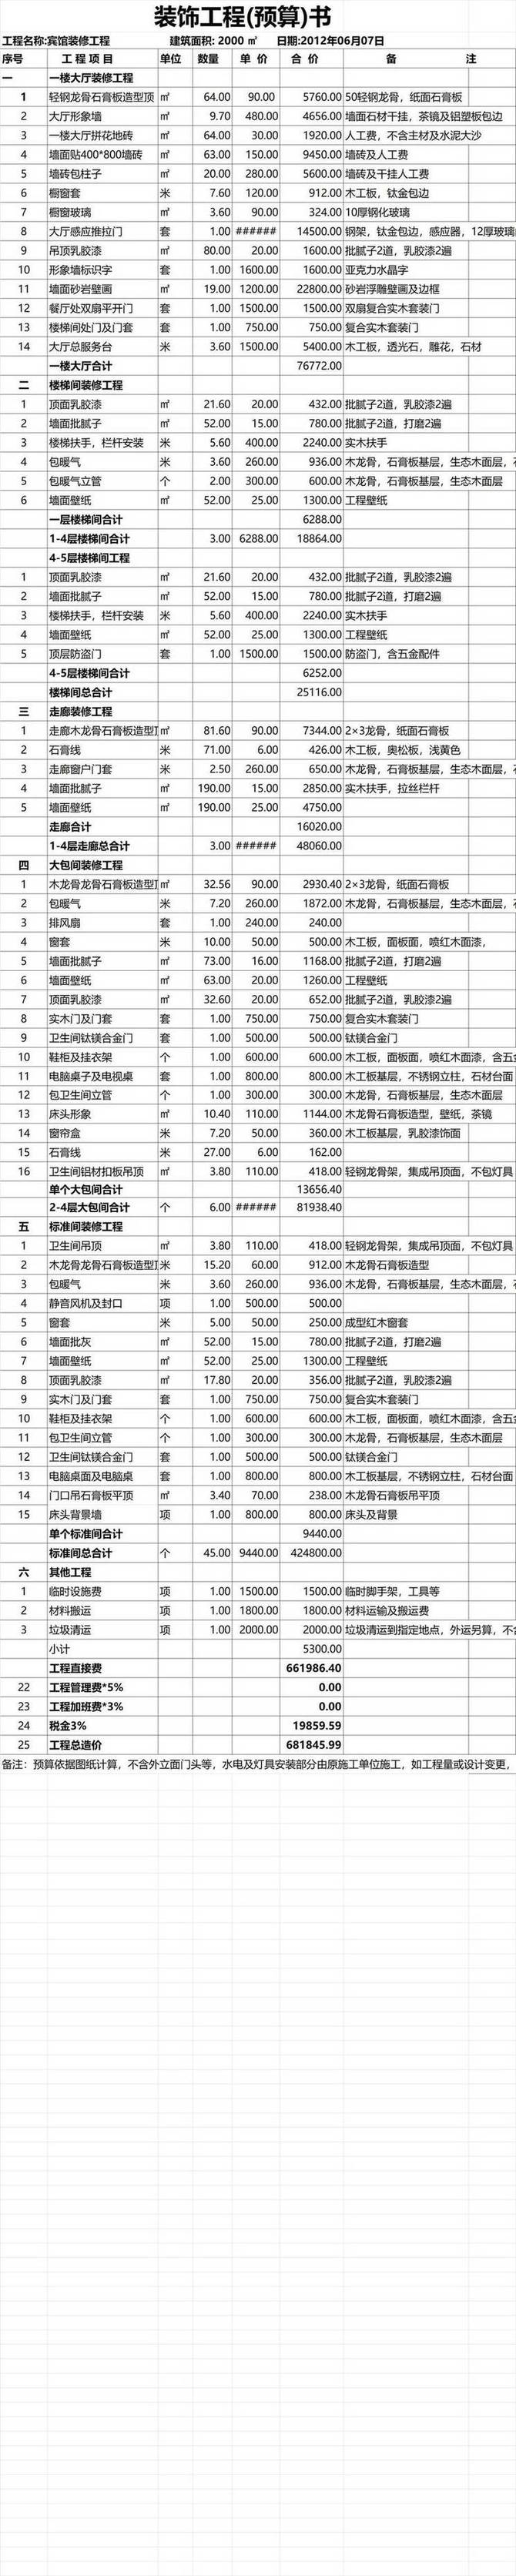 装饰工程(预算)书
工程名称:宾馆装修工程 建筑面积: 2000 ㎡ 日期:2012年06月07日
序号 工 程 项 目 单位 数量 单 价 合 价 备 注
一 一楼大厅装修工程
1 轻钢龙骨石膏板造型顶 ㎡ 64.00 90.00 5760.00 50轻钢龙骨，纸面石膏板
2 大厅形象墙 ㎡ 9.70 480.00 4656.00 墙面石材干挂，茶镜及铝塑板包边
3 一楼大厅拼花地砖 ㎡ 64.00 30.00 1920.00 人工费，不含主材及水泥大沙
4 墙面贴400*800墙砖 ㎡ 63.00 150.00 9450.00 墙砖及人工费
5 墙砖包柱子 ㎡ 20.00 280.00 5600.00 墙砖及干挂人工费
6 橱窗套 米 7.60 120.00 912.00 木工板，钛金包边
7 橱窗玻璃 ㎡ 3.60 90.00 324.00 10厚钢化玻璃
8 大厅感应推拉门 套 1.00 ###### 14500.00 钢架，钛金包边，感应器，12厚玻璃
9 吊顶乳胶漆 ㎡ 80.00 20.00 1600.00 批腻子2道，乳胶漆2遍
10 形象墙标识字 套 1.00 1600.00 1600.00 亚克力水晶字
11 墙面砂岩壁画 ㎡ 19.00 1200.00 22800.00 砂岩浮雕壁画及边框
12 餐厅处双扇平开门 套 1.00 1500.00 1500.00 双扇复合实木套装门
13 楼梯间处门及门套 套 1.00 750.00 750.00 复合实木套装门
14 大厅总服务台 米 3.60 1500.00 5400.00 木工板，透光石，雕花，石材
一楼大厅合计 76772.00
二 楼梯间装修工程
1 顶面乳胶漆 ㎡ 21.60 20.00 432.00 批腻子2道，乳胶漆2遍
2 墙面批腻子 ㎡ 52.00 15.00 780.00 批腻子2道，打磨2遍
3 楼梯扶手，栏杆安装 米 5.60 400.00 2240.00 实木扶手
4 包暖气 米 3.60 260.00 936.00 木龙骨，石膏板基层，生态木面层，
5 包暖气立管 个 2.00 300.00 600.00 木龙骨，石膏板基层，生态木面层
6 墙面壁纸 ㎡ 52.00 25.00 1300.00 工程壁纸
一层楼梯间合计 6288.00
1-4层楼梯间合计 3.00 6288.00 18864.00
4-5层楼梯间工程
1 顶面乳胶漆 ㎡ 21.60 20.00 432.00 批腻子2道，乳胶漆2遍
2 墙面批腻子 ㎡ 52.00 15.00 780.00 批腻子2道，打磨2遍
3 楼梯扶手，栏杆安装 米 5.60 400.00 2240.00 实木扶手
4 墙面壁纸 ㎡ 52.00 25.00 1300.00 工程壁纸
5 顶层防盗门 套 1.00 1500.00 1500.00 防盗门，含五金配件
4-5层楼梯间合计 6252.00
楼梯间总合计 25116.00
三 走廊装修工程
1 走廊木龙骨石膏板造型 ㎡ 81.60 90.00 7344.00 2×3龙骨，纸面石膏板
2 石膏线 米 71.00 6.00 426.00 木工板，奥松板，浅黄色
3 走廊窗户门套 米 2.50 260.00 650.00 木龙骨，石膏板基层，生态木面层，
4 墙面批腻子 ㎡ 190.00 15.00 2850.00 实木扶手，拉丝栏杆
5 墙面壁纸 ㎡ 190.00 25.00 4750.00
走廊合计 16020.00
1-4层走廊总合计 3.00 ###### 48060.00
四 大包间装修工程
1 木龙骨龙骨石膏板造型 ㎡ 32.56 90.00 2930.40 2×3龙骨，纸面石膏板
2 包暖气 米 7.20 260.00 1872.00 木龙骨，石膏板基层，生态木面层，
3 排风扇 套 1.00 240.00 240.00
4 窗套 米 10.00 50.00 500.00 木工板，面板面，喷红木面漆，
5 墙面批腻子 ㎡ 73.00 16.00 1168.00 批腻子2道，打磨2遍
6 墙面壁纸 ㎡ 63.00 20.00 1260.00 工程壁纸
7 顶面乳胶漆 ㎡ 32.60 20.00 652.00 批腻子2道，乳胶漆2遍
8 实木门及门套 套 1.00 750.00 750.00 复合实木套装门
9 卫生间钛镁合金门 套 1.00 500.00 500.00 钛镁合金门
10 鞋柜及挂衣架 个 1.00 600.00 600.00 木工板，面板面，喷红木面漆，含五
11 电脑桌子及电视桌 套 1.00 800.00 800.00 木工板基层，不锈钢立柱，石材台面
12 包卫生间立管 个 1.00 300.00 300.00 木龙骨，石膏板基层，生态木面层
13 床头形象 ㎡ 10.40 110.00 1144.00 木龙骨石膏板造型，壁纸，茶镜
14 窗帘盒 米 7.20 50.00 360.00 木工板基层，乳胶漆饰面
15 石膏线 米 27.00 6.00 162.00
16 卫生间铝材扣板吊顶 ㎡ 3.80 110.00 418.00 轻钢龙骨架，集成吊顶面，不包灯具
单个大包间合计 13656.40
2-4层大包间合计 个 6.00 ###### 81938.40
五 标准间装修工程
1 卫生间吊顶 ㎡ 3.80 110.00 418.00 轻钢龙骨架，集成吊顶面，不包灯具
2 木龙骨龙骨石膏板造型 米 15.20 60.00 912.00 木龙骨石膏板造型
3 包暖气 米 3.60 260.00 936.00 木龙骨，石膏板基层，生态木面层，
4 静音风机及封口 项 1.00 500.00 500.00
5 窗套 米 5.00 50.00 250.00 成型红木窗套
6 墙面批灰 ㎡ 52.00 15.00 780.00 批腻子2道，打磨2遍
7 墙面壁纸 ㎡ 52.00 25.00 1300.00 工程壁纸
8 顶面乳胶漆 ㎡ 17.80 20.00 356.00 批腻子2道，乳胶漆2遍
9 实木门及门套 套 1.00 750.00 750.00 复合实木套装门
10 鞋柜及挂衣架 个 1.00 600.00 600.00 木工板，面板面，喷红木面漆，含五
11 包卫生间立管 个 1.00 300.00 300.00 木龙骨，石膏板基层，生态木面层
12 卫生间钛镁合金门 套 1.00 500.00 500.00 钛镁合金门
13 电脑桌面及电脑桌 套 1.00 800.00 800.00 木工板基层，不锈钢立柱，石材台面
14 门口吊石膏板平顶 ㎡ 3.40 70.00 238.00 木龙骨石膏板吊平顶
15 床头背景墙 项 1.00 800.00 800.00 床头及背景
单个标准间合计 9440.00
标准间总合计 个 45.00 9440.00 424800.00
六 其他工程
1 临时设施费 项 1.00 1500.00 1500.00 临时脚手架，工具等
2 材料搬运 项 1.00 1800.00 1800.00 材料运输及搬运费
3 垃圾清运 项 1.00 2000.00 2000.00 垃圾清运到指定地点，外运另算，不
小计 5300.00
工程直接费 661986.40
22 工程管理费*5% 0.00
23 工程加班费*3% 0.00
24 税金3% 19859.59
25 工程总造价 681845.99
备注：预算依据图纸计算，不含外立面门头等，水电及灯具安装部分由原施工单位施工，如工程量或设计变更，